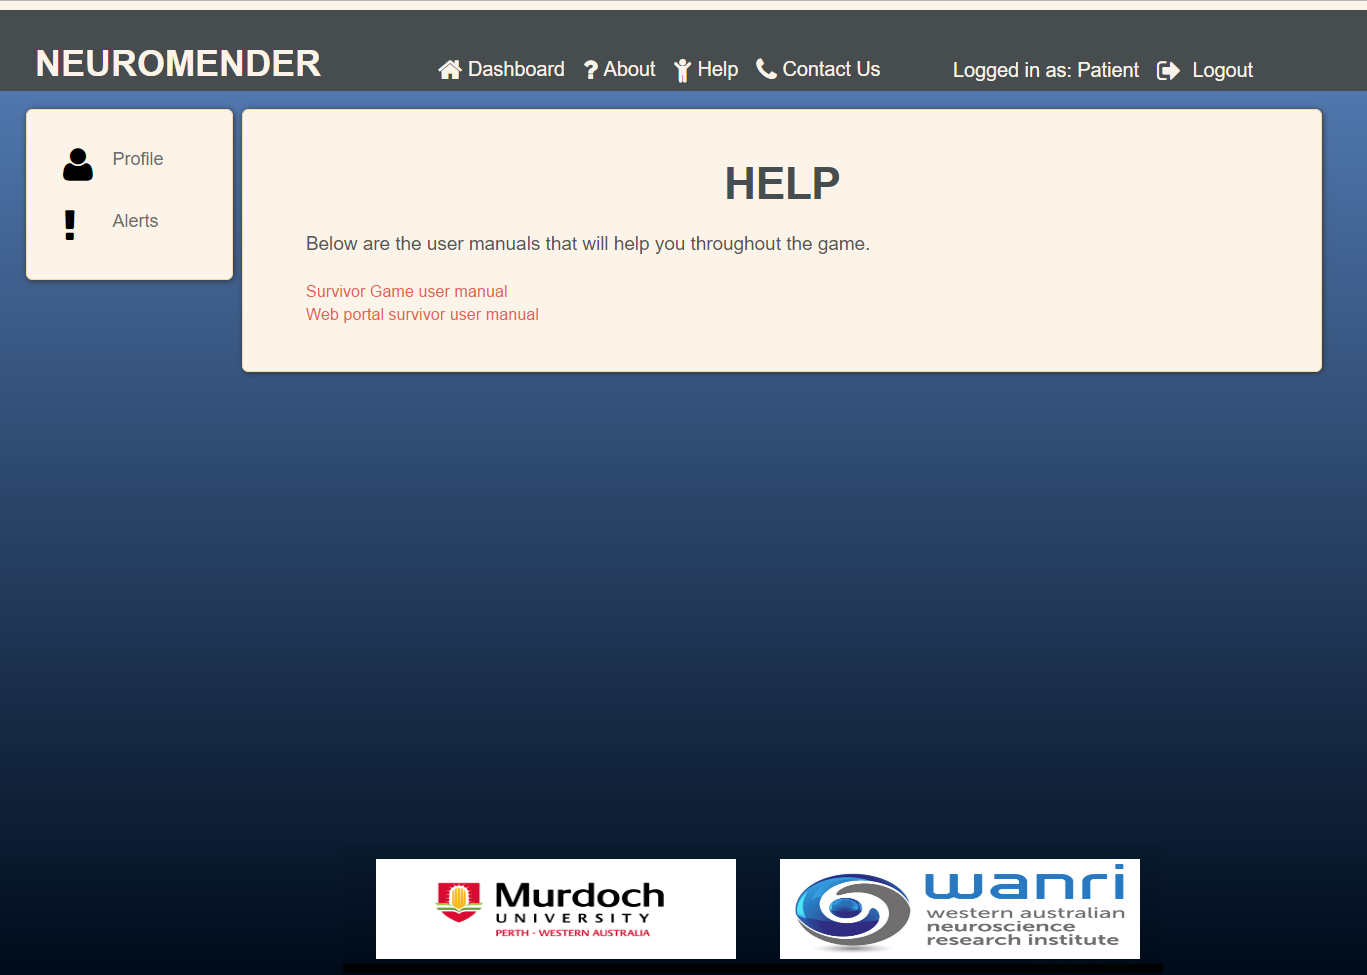 NEUROMENDER
Dashboard About Help Contact Us Logged in as: Patient Logout
Profile
Alerts
HELP
Below are the user manuals that will help you throughout the game.
Survivor Game user manual
Web portal survivor user manual
Murdoch
UNIVERSITY
PERTH - WESTERN AUSTRALIA
wanri
western australian
neuroscience
research institute